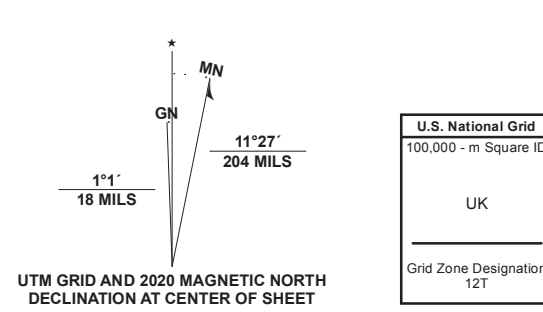 ★
MN
GN
11°27´
204 MILS
1°1´
18 MILS
UTM GRID AND 2020 MAGNETIC NORTH
DECLINATION AT CENTER OF SHEET
U.S. National Grid
100,000 - m Square ID
UK
Grid Zone Designation
12T